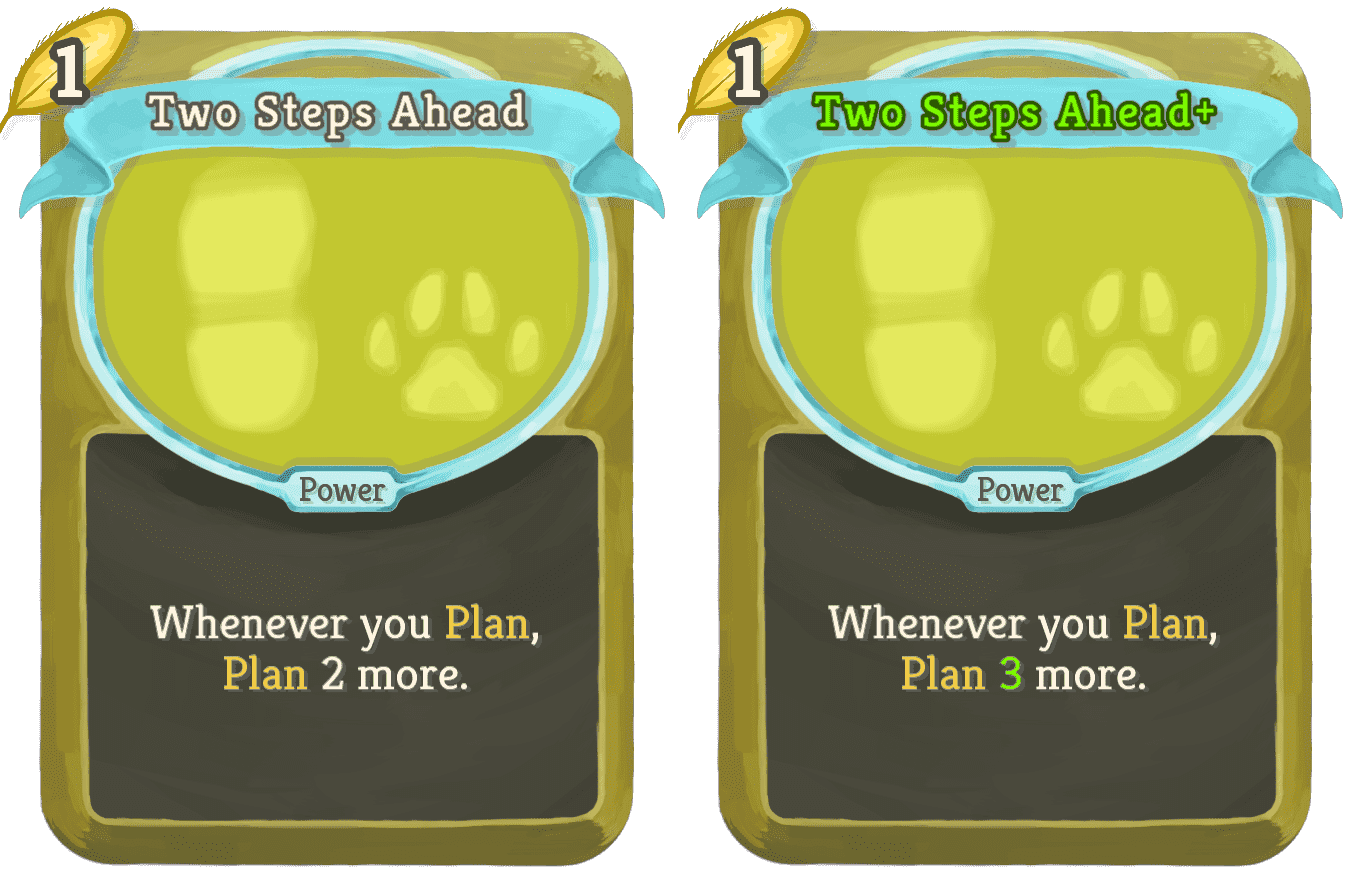 1
Two Steps Ahead
Power
Whenever you Plan,
Plan 2 more.
1
Two Steps Ahead+
Power
Whenever you Plan,
Plan 3 more.